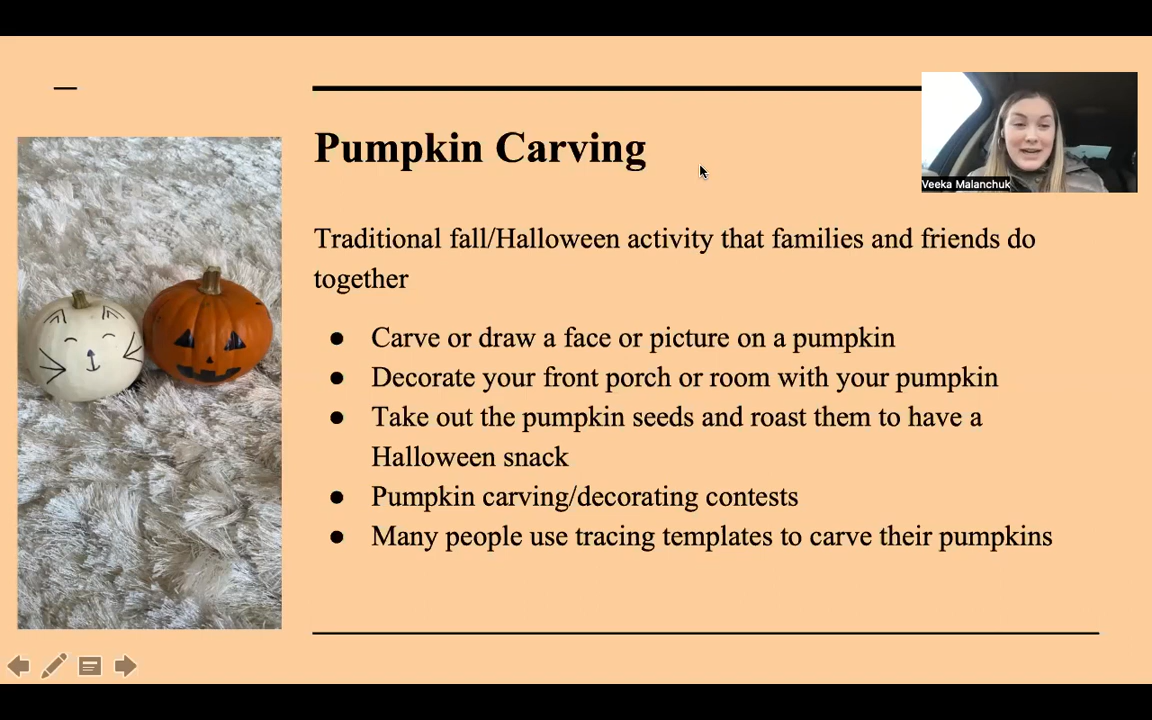 Pumpkin Carving
Veeka Malanchuk
Traditional fall/Halloween activity that families and friends do
together
● Carve or draw a face or picture on a pumpkin
● Decorate your front porch or room with your pumpkin
● Take out the pumpkin seeds and roast them to have a
Halloween snack
● Pumpkin carving/decorating contests
● Many people use tracing templates to carve their pumpkins